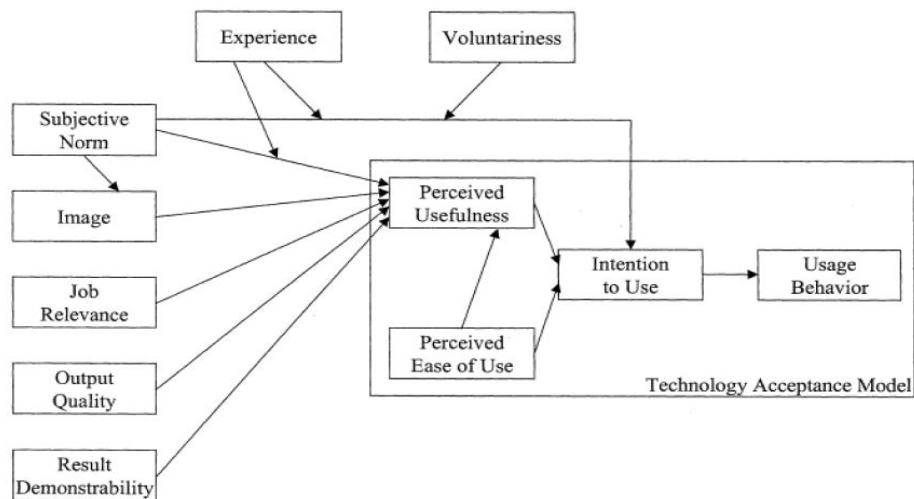 Experience
Voluntariness
Subjective
Norm
Image
Job
Relevance
Output
Quality
Result
Demonstrability
Perceived
Usefulness
Perceived
Ease of Use
Intention
to Use
Usage
Behavior
Technology Acceptance Model